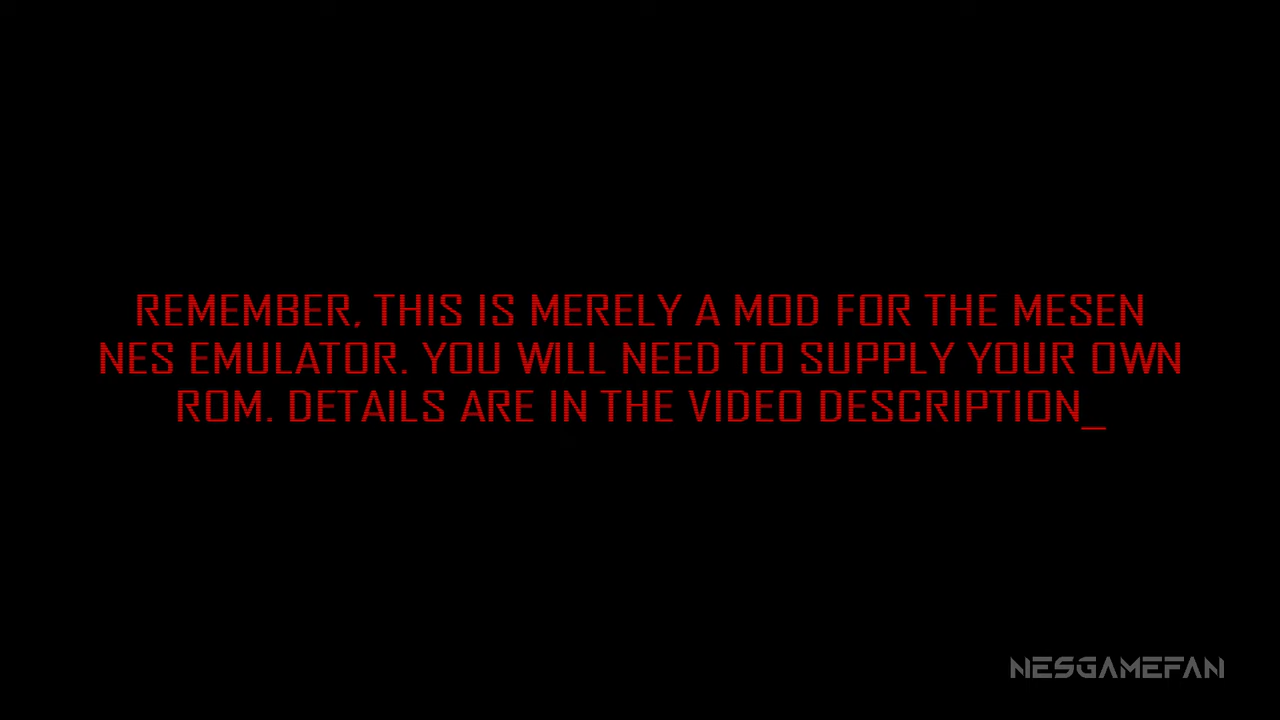 REMEMBER, THIS IS MERELY A MOD FOR THE MESEN
NES EMULATOR. YOU WILL NEED TO SUPPLY YOUR OWN
ROM. DETAILS ARE IN THE VIDEO DESCRIPTION_
NESGAMEFAN